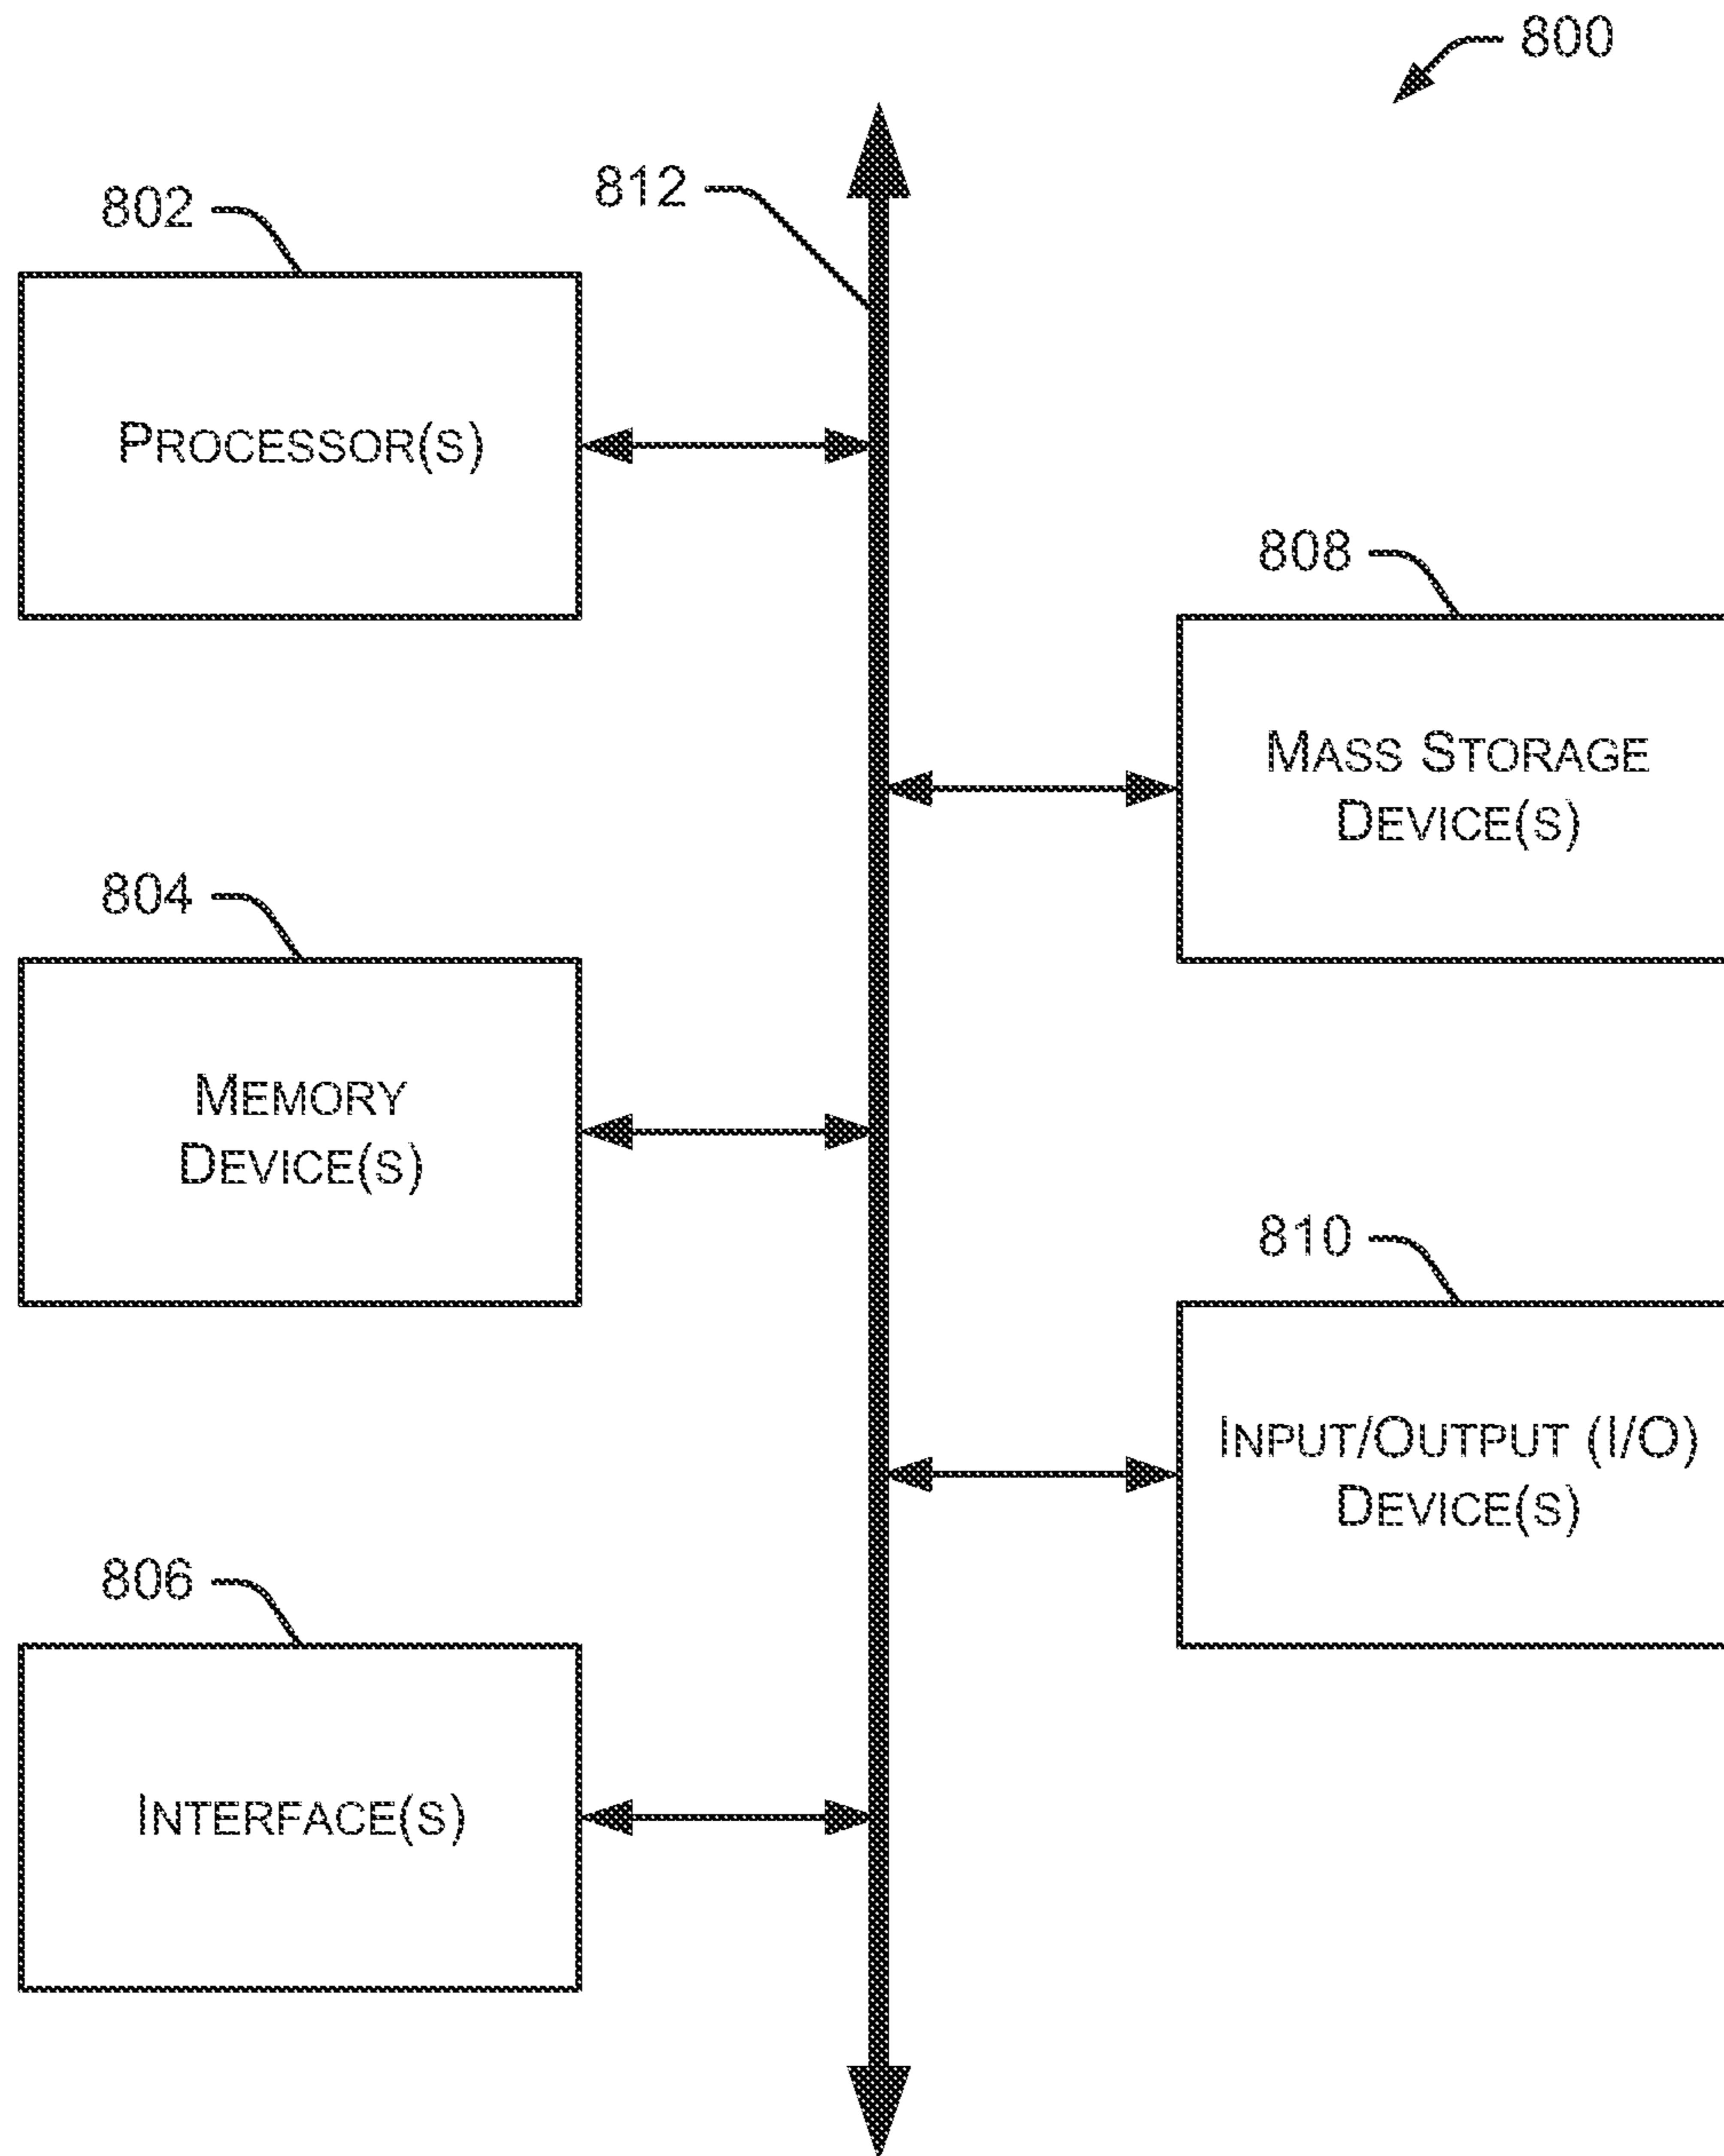 800
812
802
PROCESSOR(S)
808
MASS STORAGE
DEVICE(S)
804
MEMORY
DEVICE(S)
810
INPUT/OUTPUT (I/O)
DEVICE(S)
806
INTERFACE(S)